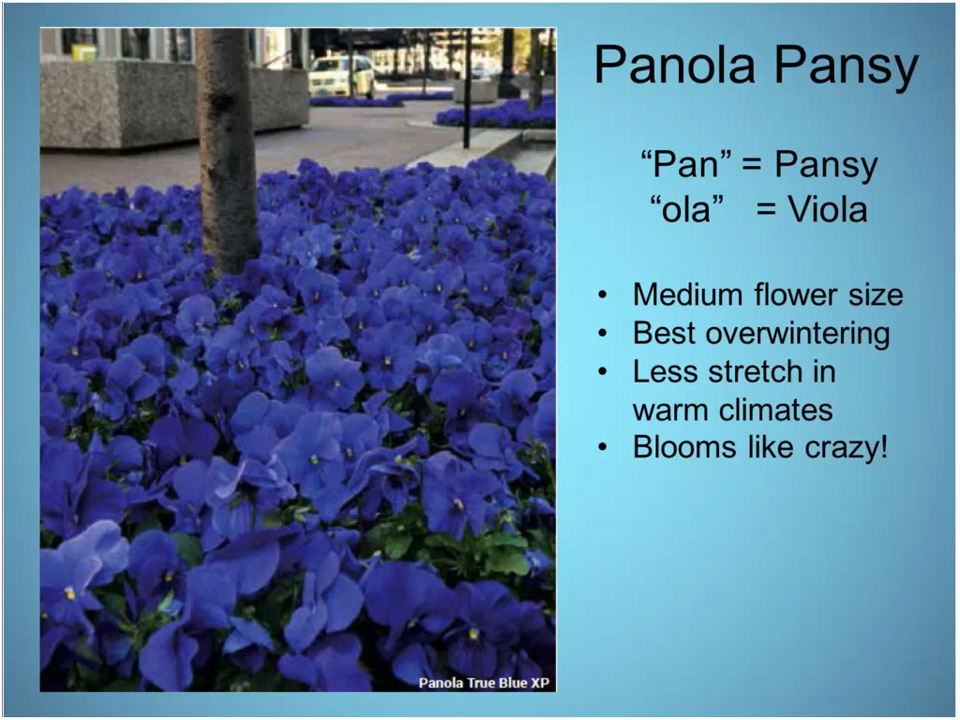 Panola Pansy
“Pan” = Pansy
“ola” = Viola
• Medium flower size
• Best overwintering
• Less stretch in
warm climates
• Blooms like crazy!
Panola True Blue XP